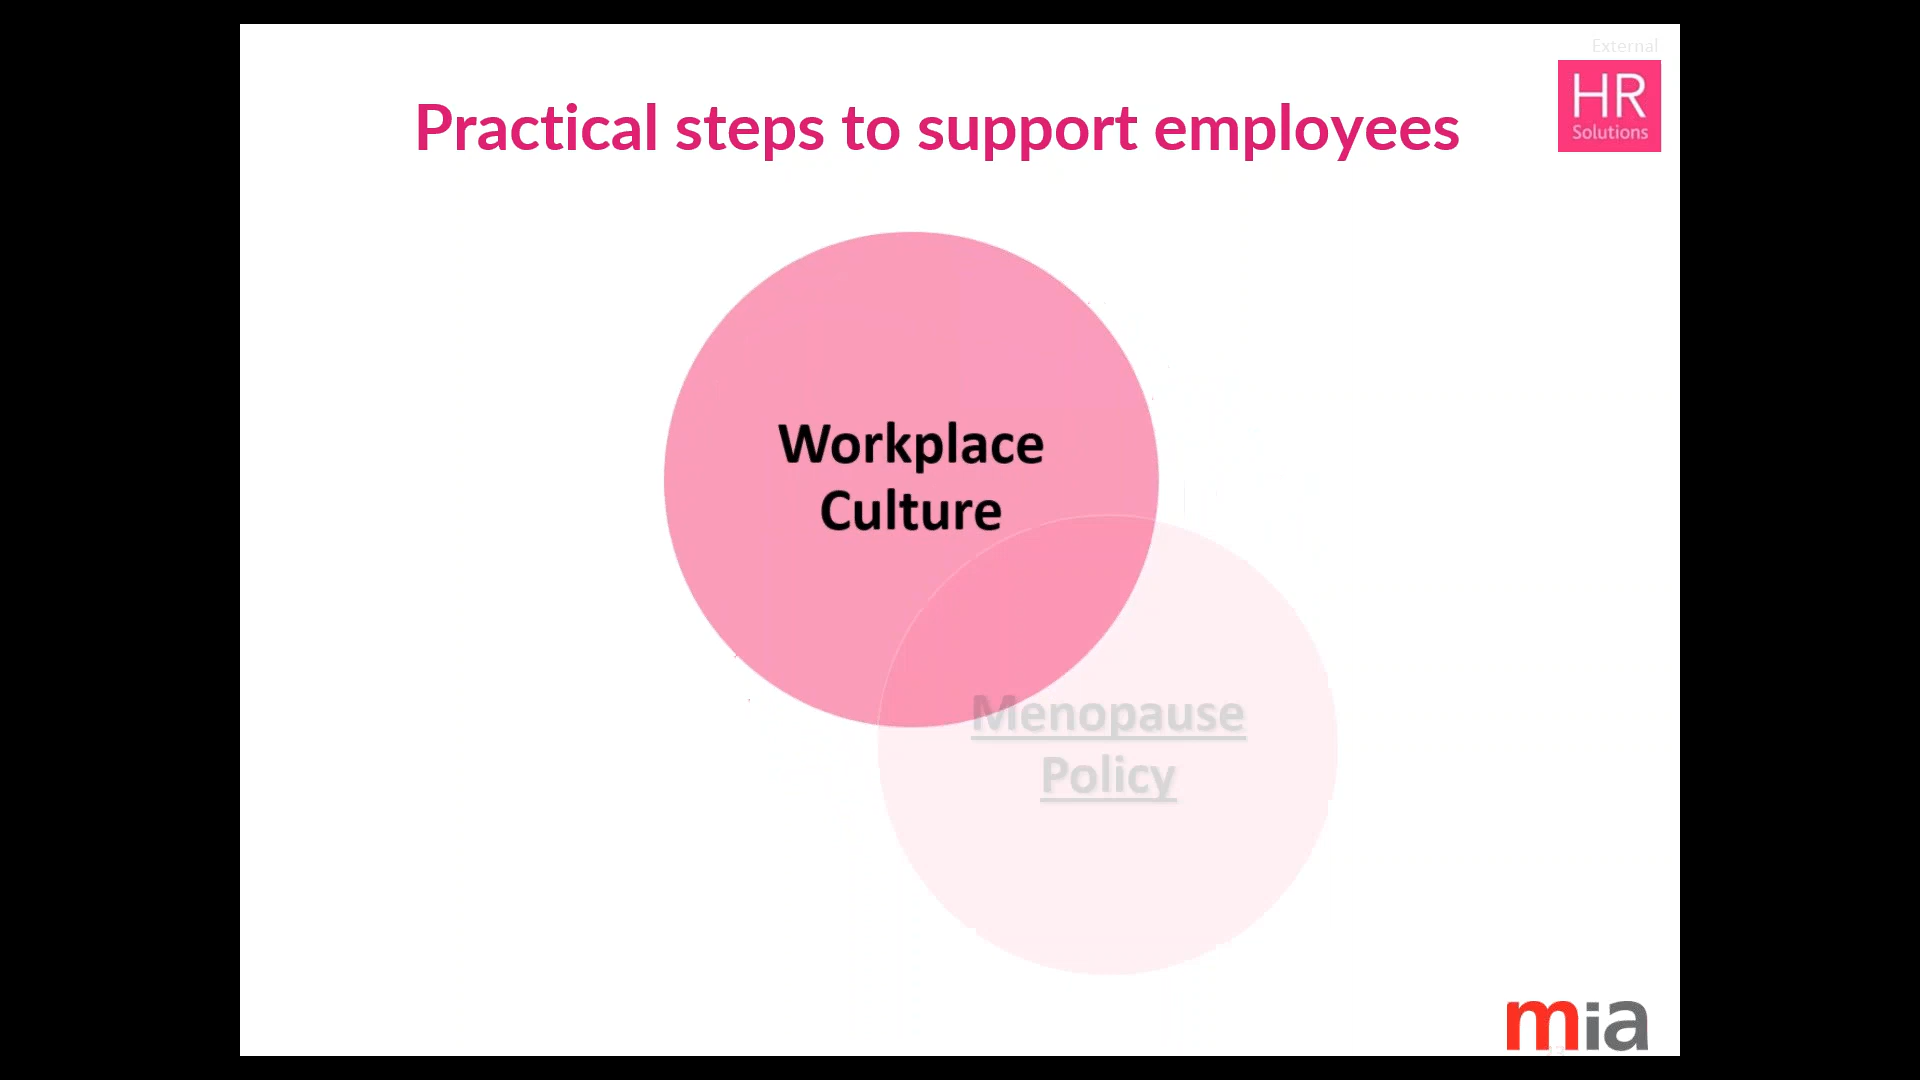 External
HR
Solutions
Practical steps to support employees
Workplace
Culture
Menopause
Policy
mia